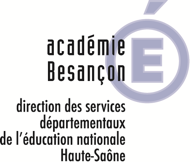 académie
Besançon
É
direction des services
départementaux
de l'éducation nationale
Haute-Saône